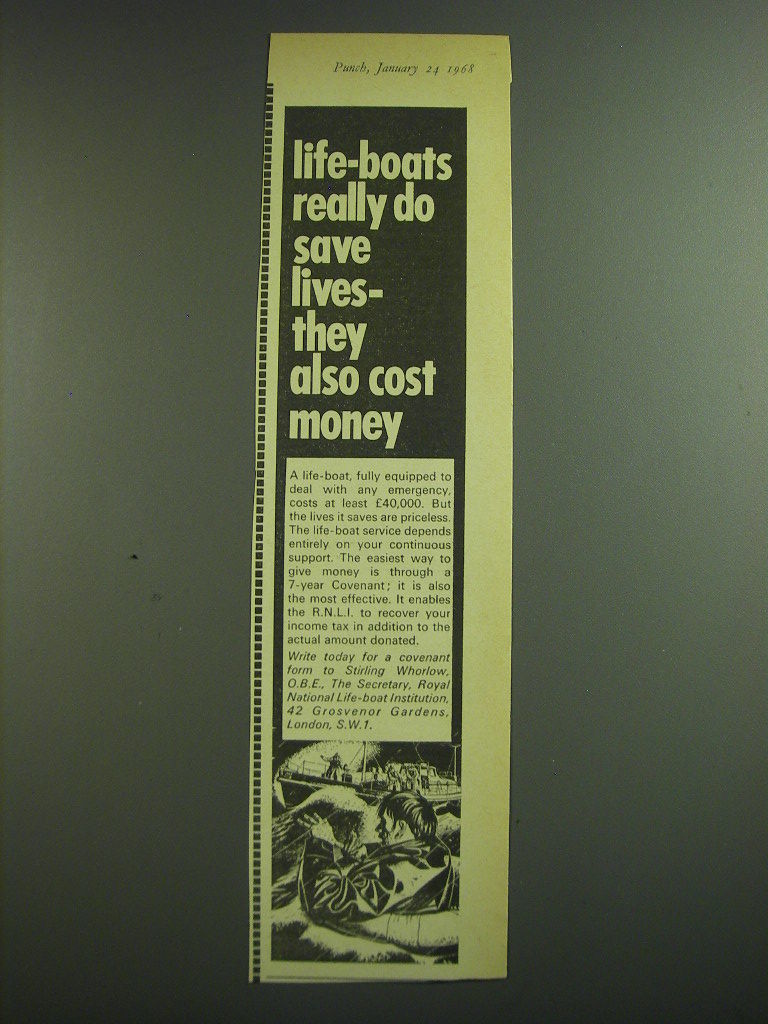 Punch, January 24 1968
life-boats
really do
save
lives-
they
also cost
money
A life-boat, fully equipped to
deal with any emergency,
costs at least £40,000. But
the lives it saves are priceless.
The life-boat service depends
entirely on your continuous
support. The easiest way to
give money is through a
7-year Covenant; it is also
the most effective. It enables
the R.N.L.I. to recover your
income tax in addition to the
actual amount donated.
Write today for a covenant
form to Stirling Whorlow,
O.B.E., The Secretary, Royal
National Life-boat Institution,
42 Grosvenor Gardens,
London, S.W.1.